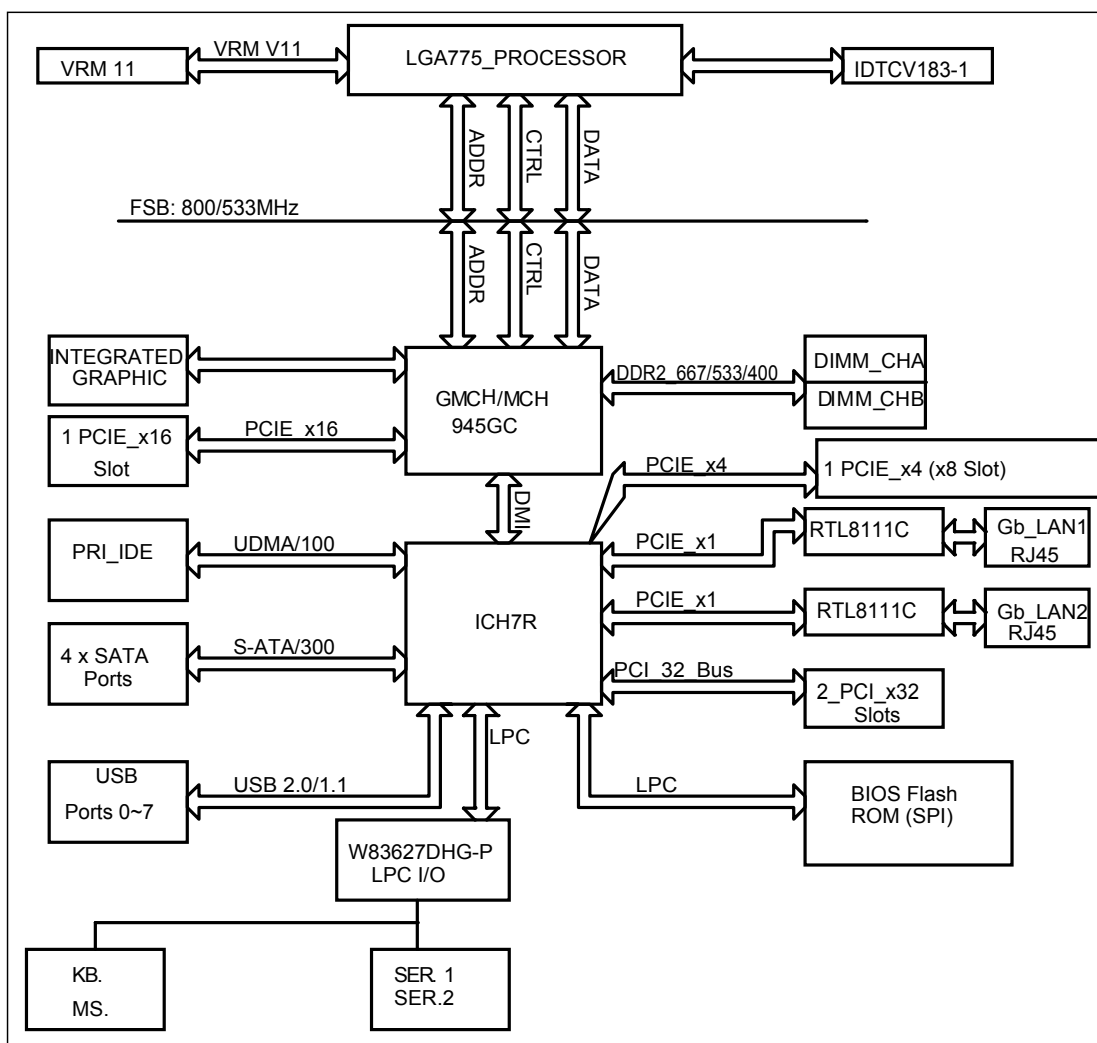 VRM 11
VRM V11
LGA775_PROCESSOR
IDTCV183-1
ADDR
CTRL
DATA
FSB: 800/533MHz
ADDR
CTRL
DATA
INTEGRATED
GRAPHIC
GMCH/MCH
945GC
DDR2_667/533/400
DIMM_CHA
DIMM_CHB
1 PCIE_x16
Slot
PCIE_x16
DMI
PCIE_x4
1 PCIE_x4 (x8 Slot)
PRI_IDE
UDMA/100
ICH7R
PCIE_x1
RTL8111C
Gb_LAN1
RJ45
PCIE_x1
RTL8111C
Gb_LAN2
RJ45
4 x SATA
Ports
S-ATA/300
PCI_32_Bus
2_PCI_x32
Slots
USB
Ports 0~7
USB 2.0/1.1
LPC
LPC
BIOS Flash
ROM (SPI)
W83627DHG-P
LPC I/O
KB.
MS.
SER. 1
SER.2